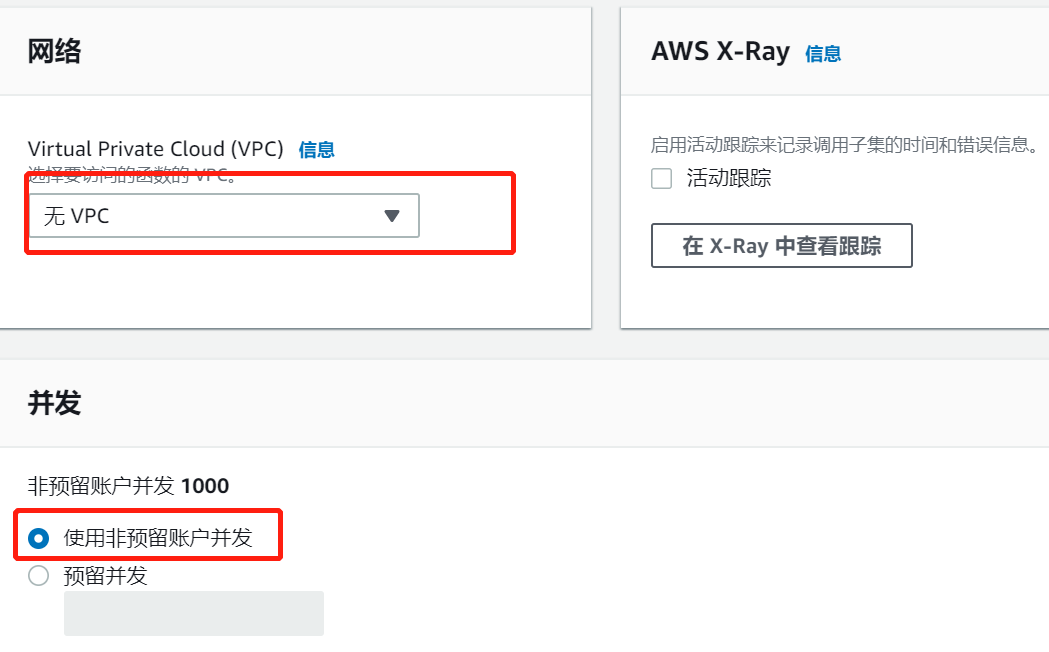 网络
Virtual Private Cloud (VPC) 信息
选择要访问的函数的 VPC。
无 VPC
AWS X-Ray 信息
启用活动跟踪来记录调用子集的时间和错误信息。
活动跟踪
在 X-Ray 中查看跟踪
并发
非预留账户并发 1000
使用非预留账户并发
预留并发